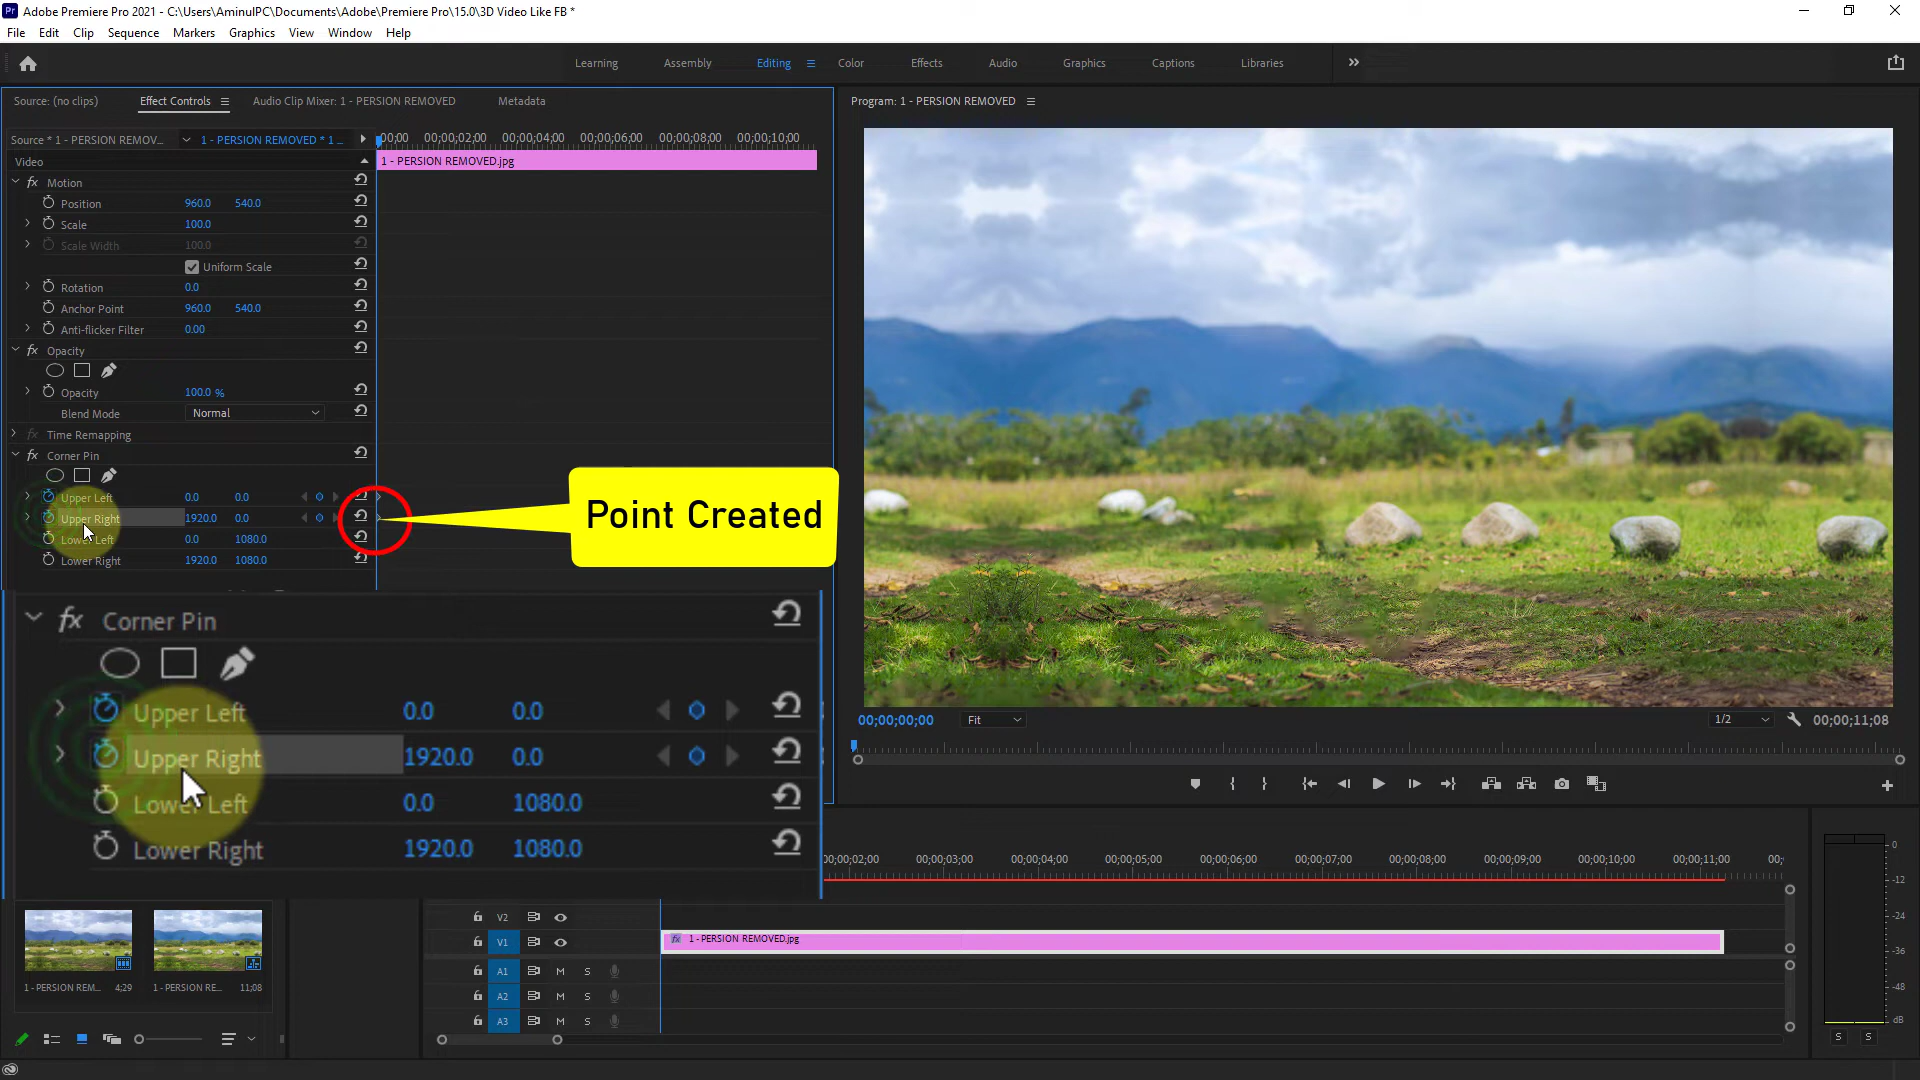 Pr Adobe Premiere Pro 2021 - C:\Users\AminulPC\Documents\Adobe\Premiere Pro\15.0\3D Video Like FB *
File Edit Clip Sequence Markers Graphics View Window Help
Learning Assembly Editing Color Effects Audio Graphics Captions Libraries
Source: (no clips) Effect Controls Audio Clip Mixer: 1 - PERSION REMOVED Metadata
Program: 1 - PERSION REMOVED
Source * 1 - PERSION REMOV... 1 - PERSION REMOVED * 1 ...
00;00 00;00;02;00 00;00;04;00 00;00;06;00 00;00;08;00 00;00;10;00
Video
1 - PERSION REMOVED.jpg
fx Motion
Position 960.0 540.0
Scale 100.0
Scale Width 100.0
Uniform Scale
Rotation 0.0
Anchor Point 960.0 540.0
Anti-flicker Filter 0.00
fx Opacity
Opacity 100.0 %
Blend Mode Normal
fx Time Remapping
fx Corner Pin
Upper Left 0.0 0.0
Upper Right 1920.0 0.0
Lower Left 0.0 1080.0
Lower Right 1920.0 1080.0
Point Created
fx Corner Pin
Upper Left 0.0 0.0
Upper Right 1920.0 0.0
Lower Left 0.0 1080.0
Lower Right 1920.0 1080.0
00;00;00;00 Fit 1/2 00;00;11;08
00;00;02;00 00;00;03;00 00;00;04;00 00;00;05;00 00;00;06;00 00;00;07;00 00;00;08;00 00;00;09;00 00;00;10;00 00;00;11;00 00;
V2
V1 fx 1 - PERSION REMOVED.jpg
A1 M S
A2 M S
A3 M S
1 - PERSION REM... 4;29 1 - PERSION RE... 11;08
0
-12
-24
-36
-48
dB
S S